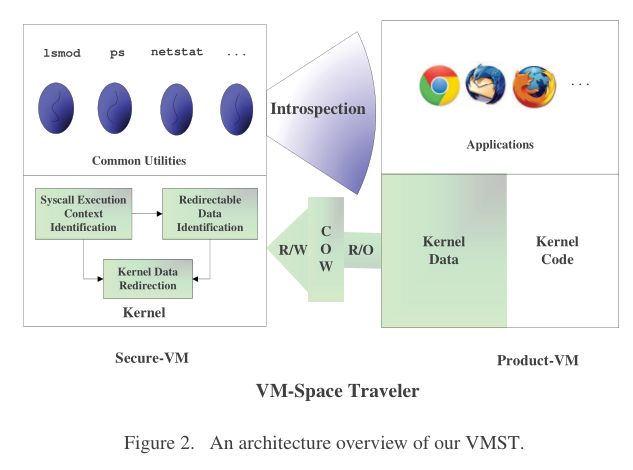 lsmod ps netstat ...
Common Utilities
Introspection
...
Applications
Syscall Execution
Context
Identification
Redirectable
Data
Identification
Kernel Data
Redirection
Kernel
R/W
C
O
W
R/O
Kernel
Data
Kernel
Code
Secure-VM
Product-VM
VM-Space Traveler
Figure 2. An architecture overview of our VMST.